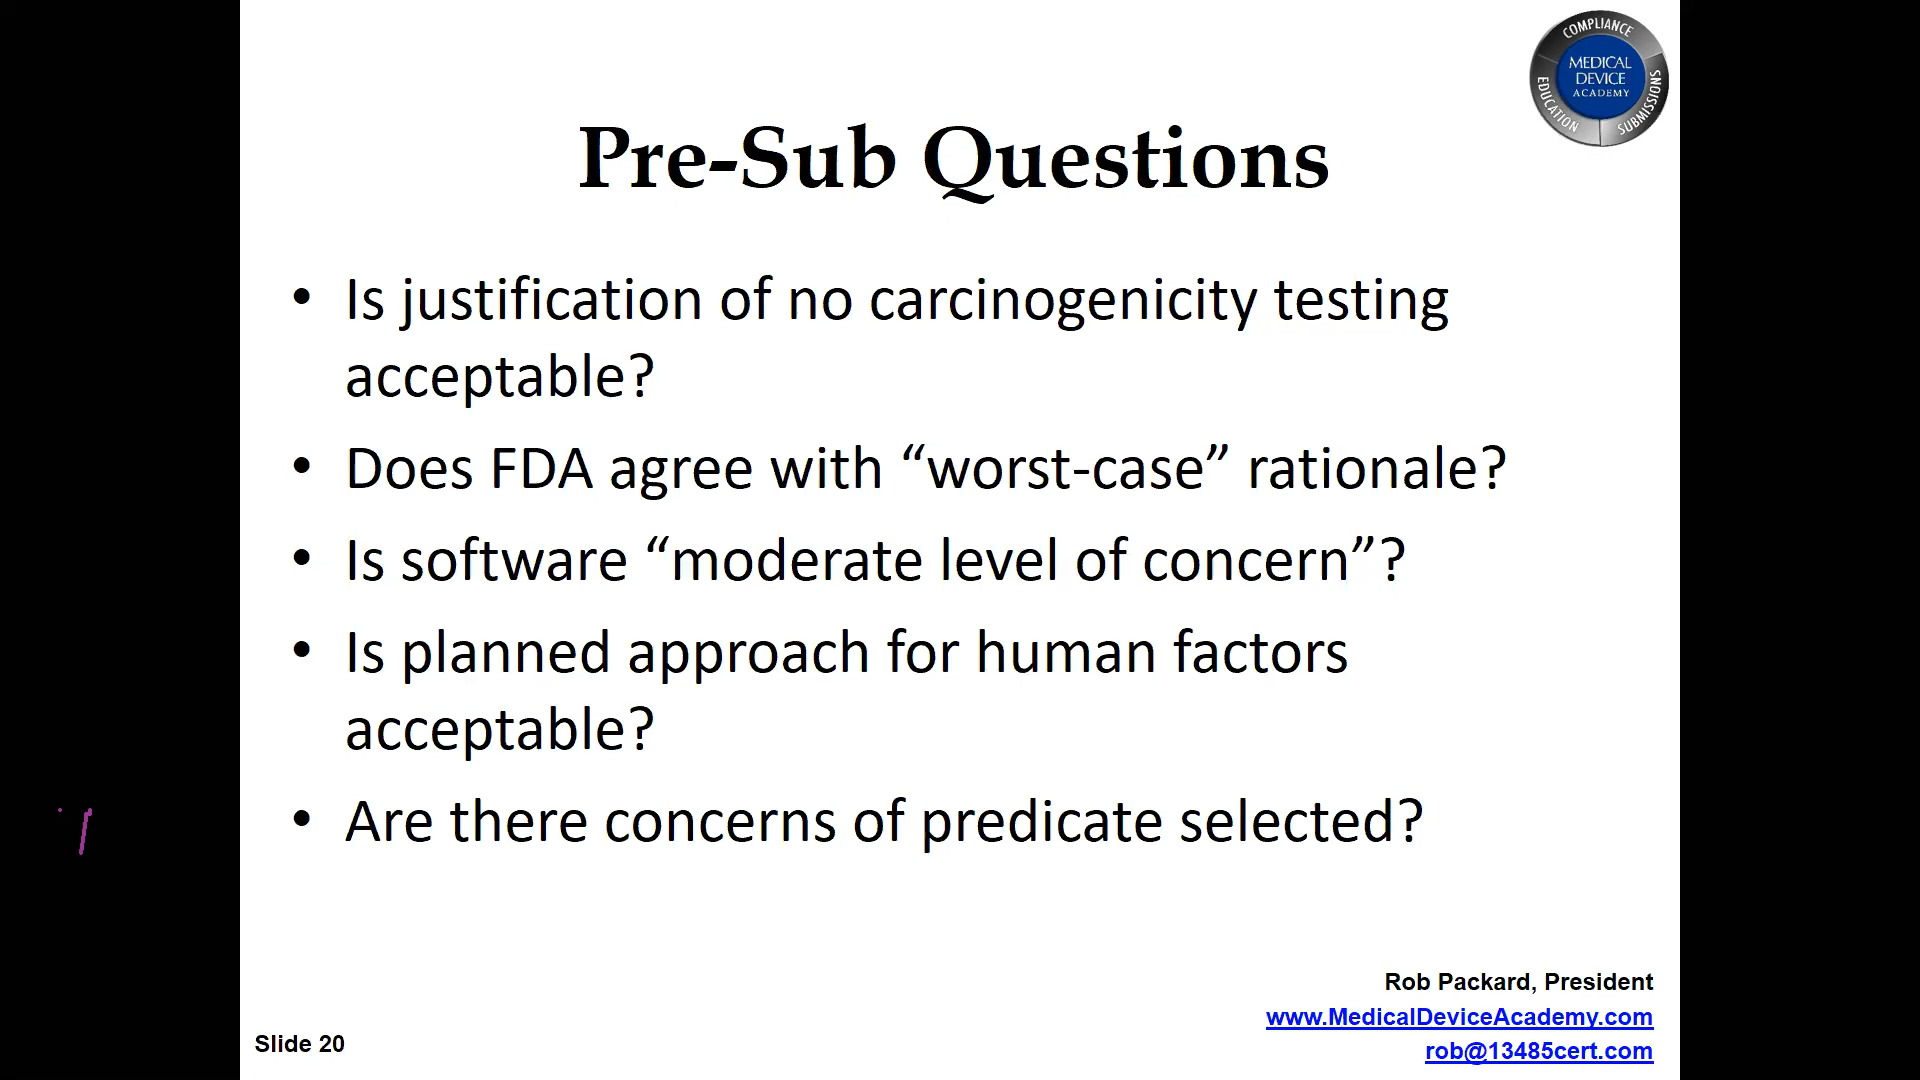 COMPLIANCE
MEDICAL
DEVICE
ACADEMY
EDUCATION
SUBMISSIONS
Pre-Sub Questions
• Is justification of no carcinogenicity testing
acceptable?
• Does FDA agree with “worst-case” rationale?
• Is software “moderate level of concern”?
• Is planned approach for human factors
acceptable?
• Are there concerns of predicate selected?
Rob Packard, President
www.MedicalDeviceAcademy.com
rob@13485cert.com
Slide 20